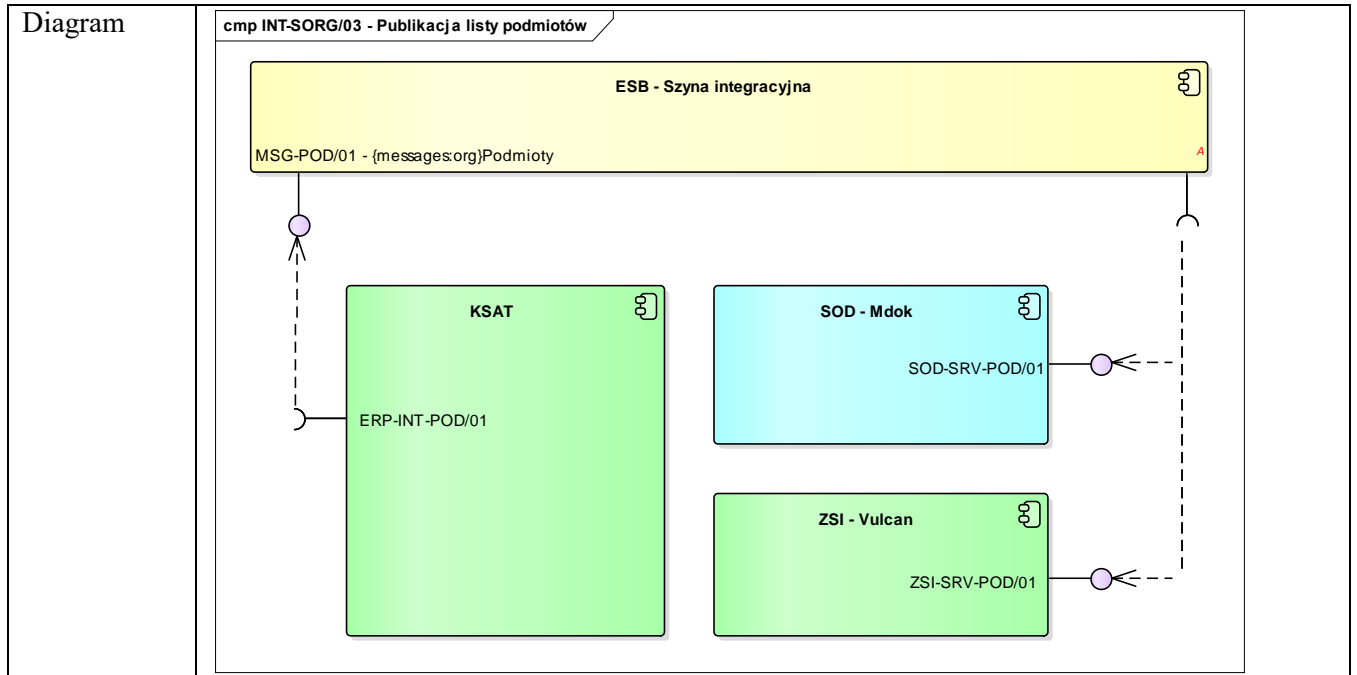 Diagram
cmp INT-SORG/03 - Publikacja listy podmiotów
ESB - Szyna integracyjna
MSG-POD/01 - {messages:org}Podmioty
A
KSAT
SOD - Mdok
SOD-SRV-POD/01
ERP-INT-POD/01
ZSI - Vulcan
ZSI-SRV-POD/01